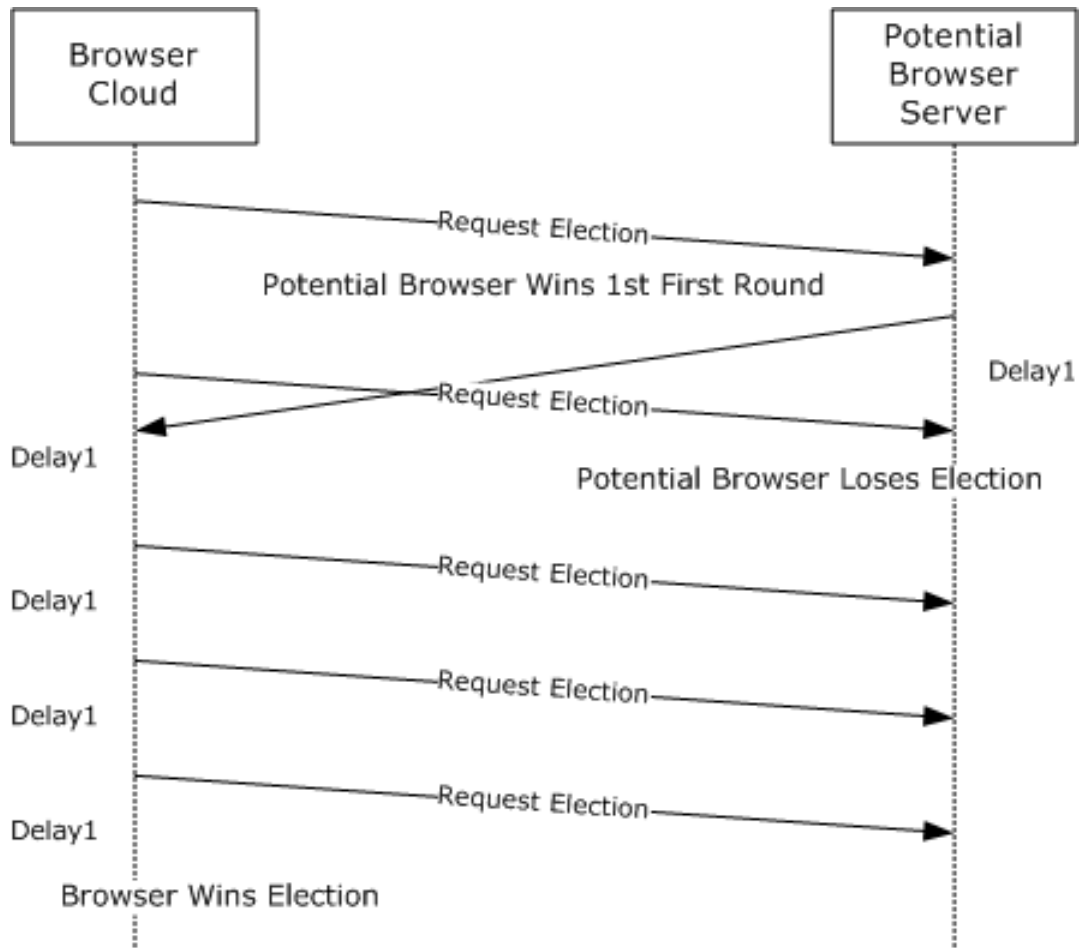 Browser
Cloud
Potential
Browser
Server
Request Election
Potential Browser Wins 1st First Round
Delay1
Request Election
Delay1
Potential Browser Loses Election
Request Election
Delay1
Request Election
Delay1
Request Election
Delay1
Browser Wins Election